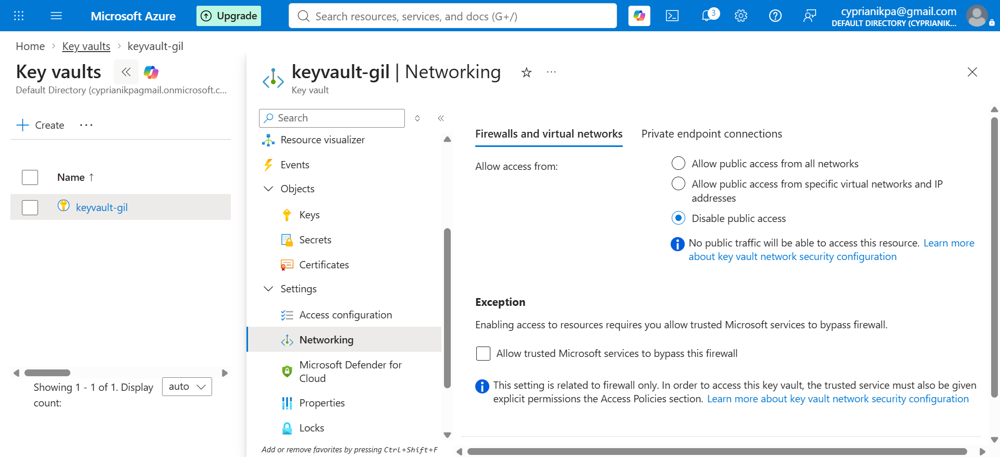 Microsoft Azure
Upgrade
Search resources, services, and docs (G+/)
3
cyprianikpa@gmail.com
DEFAULT DIRECTORY (CYPRIANIK...
Home > Key vaults > keyvault-gil
Key vaults
Default Directory (cyprianikpagmail.onmicrosoft.c...
Create
Name ↑
keyvault-gil
Showing 1 - 1 of 1. Display count:
auto
keyvault-gil | Networking
Key vault
Search
Resource visualizer
Events
Objects
Keys
Secrets
Certificates
Settings
Access configuration
Networking
Microsoft Defender for
Cloud
Properties
Locks
Add or remove favorites by pressing Ctrl+Shift+F
Firewalls and virtual networks
Private endpoint connections
Allow access from:
Allow public access from all networks
Allow public access from specific virtual networks and IP
addresses
Disable public access
No public traffic will be able to access this resource. Learn more
about key vault network security configuration
Exception
Enabling access to resources requires you allow trusted Microsoft services to bypass firewall.
Allow trusted Microsoft services to bypass this firewall
This setting is related to firewall only. In order to access this key vault, the trusted service must also be given
explicit permissions the Access Policies section. Learn more about key vault network security configuration